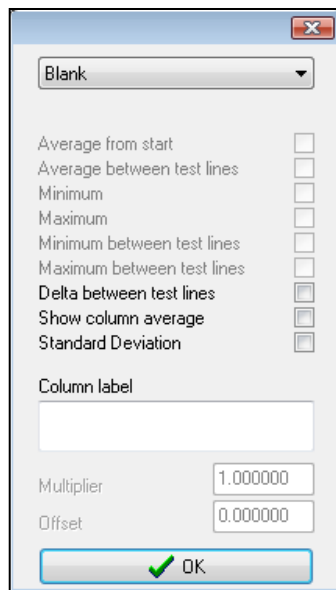 Blank
Average from start
Average between test lines
Minimum
Maximum
Minimum between test lines
Maximum between test lines
Delta between test lines
Show column average
Standard Deviation
Column label
Multiplier 1.000000
Offset 0.000000
OK